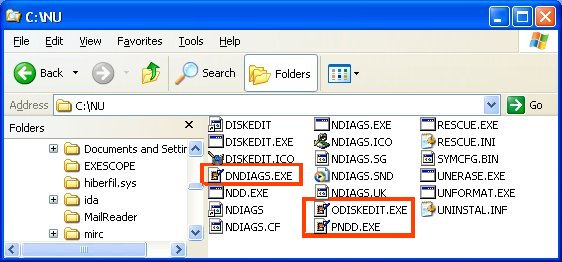 C:\NU
File Edit View Favorites Tools Help
Back Search Folders
Address C:\NU Go
Folders
Documents and Setting
EXESCOPE
hiberfil.sys
ida
MailReader
mirc
DISKEDIT
DISKEDIT.EXE
DISKEDIT.ICO
DNDIAGS.EXE
NDD.EXE
NDIAGS
NDIAGS.CF
NDIAGS.EXE
NDIAGS.ICO
NDIAGS.SG
NDIAGS.SND
NDIAGS.UK
ODISKEDIT.EXE
PNDD.EXE
RESCUE.EXE
RESCUE.INI
SYMCFG.BIN
UNERASE.EXE
UNFORMAT.EXE
UNINSTAL.INF